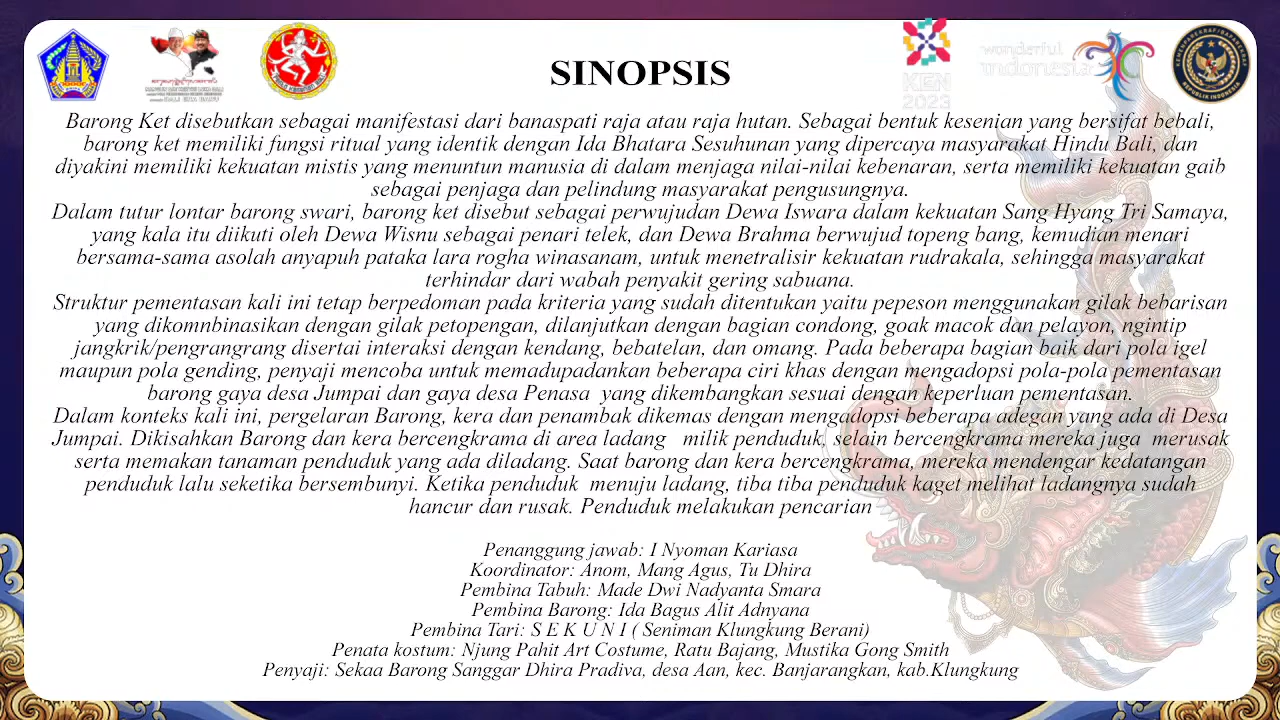 SINOPSIS
KEN
2023
wonderful
indonesia
Barong Ket disebutkan sebagai manifestasi dari banaspati raja atau raja hutan. Sebagai bentuk kesenian yang bersifat bebali,
barong ket memiliki fungsi ritual yang identik dengan Ida Bhatara Sesuhunan yang dipercaya masyarakat Hindu Bali, dan
diyakini memiliki kekuatan mistis yang menuntun manusia di dalam menjaga nilai-nilai kebenaran, serta memiliki kekuatan gaib
sebagai penjaga dan pelindung masyarakat pengusungnya.
Dalam tutur lontar barong swari, barong ket disebut sebagai perwujudan Dewa Iswara dalam kekuatan Sang Hyang Tri Samaya,
yang kala itu diikuti oleh Dewa Wisnu sebagai penari telek, dan Dewa Brahma berwujud topeng bang, kemudian menari
bersama-sama asolah anyapuh pataka lara rogha winasanam, untuk menetralisir kekuatan rudrakala, sehingga masyarakat
terhindar dari wabah penyakit gering sabuana.
Struktur pementasan kali ini tetap berpedoman pada kriteria yang sudah ditentukan yaitu pepeson menggunakan gilak bebarisan
yang dikomnbinasikan dengan gilak petopengan, dilanjutkan dengan bagian condong, goak macok dan pelayon, ngintip
jangkrik/pengrangrang disertai interaksi dengan kendang, bebatelan, dan omang. Pada beberapa bagian baik dari pola igel
maupun pola gending, penyaji mencoba untuk memadupadankan beberapa ciri khas dengan mengadopsi pola-pola pementasan
barong gaya desa Jumpai dan gaya desa Penasa yang dikembangkan sesuai dengan keperluan pementasan.
Dalam konteks kali ini, pergelaran Barong, kera dan penambak dikemas dengan mengadopsi beberapa adegan yang ada di Desa
Jumpai. Dikisahkan Barong dan kera bercengkrama di area ladang milik penduduk, selain bercengkrama mereka juga merusak
serta memakan tanaman penduduk yang ada diladang. Saat barong dan kera bercengkrama, mereka mendengar kedatangan
penduduk lalu seketika bersembunyi. Ketika penduduk menuju ladang, tiba tiba penduduk kaget melihat ladangnya sudah
hancur dan rusak. Penduduk melakukan pencarian
Penanggung jawab: I Nyoman Kariasa
Koordinator: Anom, Mang Agus, Tu Dhira
Pembina Tabuh: Made Dwi Nadyanta Smara
Pembina Barong: Ida Bagus Alit Adnyana
Pembina Tari: S E K U N I ( Seniman Klungkung Berani)
Penata kostum: Njung Pahit Art Costume, Ratu Bajang, Mustika Gong Smith
Penyaji: Sekaa Barong Sanggar Dhira Pradiva, desa Aan, kec. Banjarangkan, kab.Klungkung